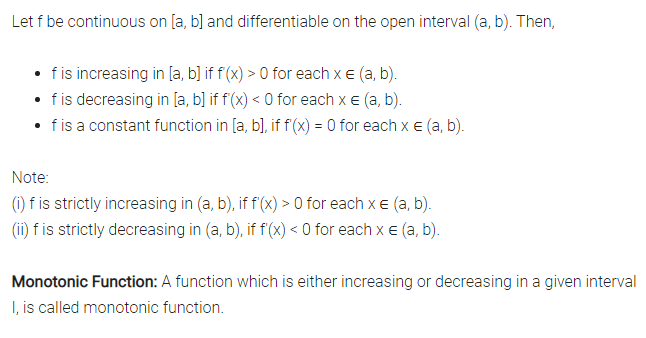 Let f be continuous on [a, b] and differentiable on the open interval (a, b). Then,
• f is increasing in [a, b] if f'(x) > 0 for each x ∈ (a, b).
• f is decreasing in [a, b] if f'(x) < 0 for each x ∈ (a, b).
• f is a constant function in [a, b], if f'(x) = 0 for each x ∈ (a, b).
Note:
(i) f is strictly increasing in (a, b), if f'(x) > 0 for each x ∈ (a, b).
(ii) f is strictly decreasing in (a, b), if f'(x) < 0 for each x ∈ (a, b).
Monotonic Function: A function which is either increasing or decreasing in a given interval
I, is called monotonic function.